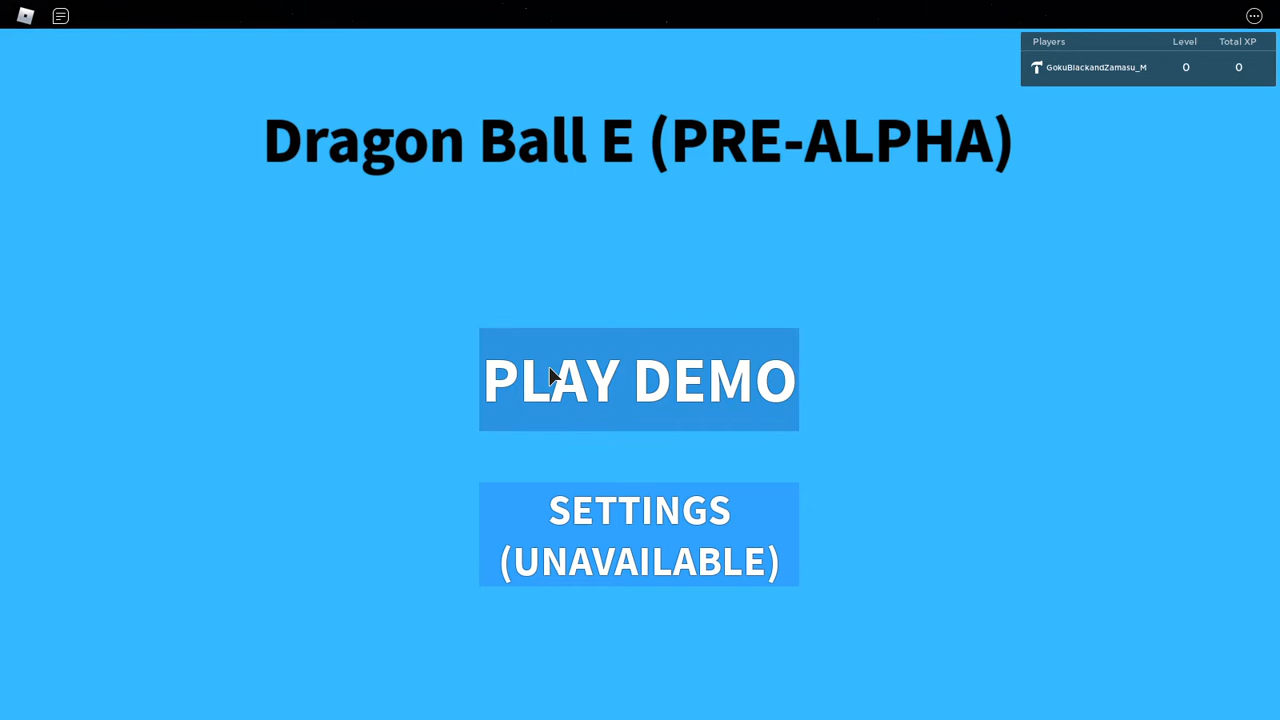 Players Level Total XP
GokuBlackandZamasu_M 0 0
Dragon Ball E (PRE-ALPHA)
PLAY DEMO
SETTINGS
(UNAVAILABLE)